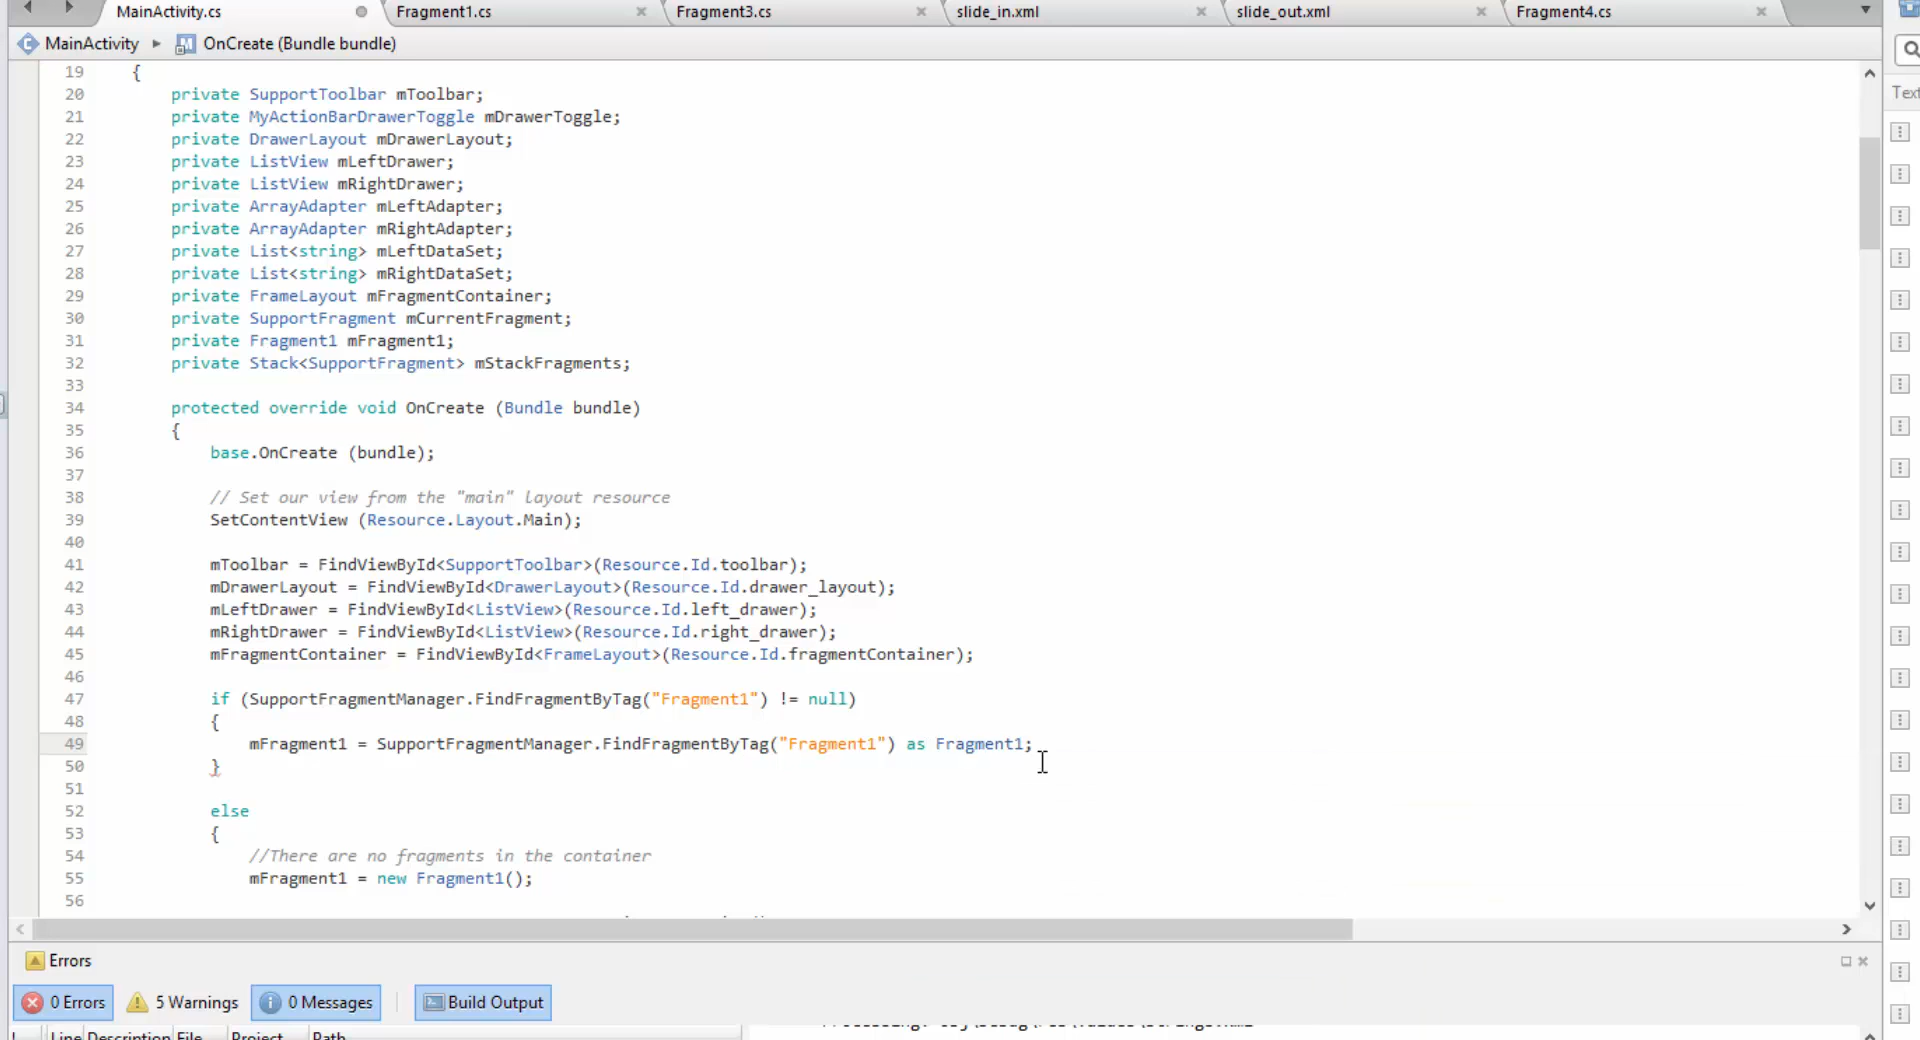 MainActivity.cs
Fragment1.cs
Fragment3.cs
slide_in.xml
slide_out.xml
Fragment4.cs
MainActivity
OnCreate (Bundle bundle)
Text
19 {
20 private SupportToolbar mToolbar;
21 private MyActionBarDrawerToggle mDrawerToggle;
22 private DrawerLayout mDrawerLayout;
23 private ListView mLeftDrawer;
24 private ListView mRightDrawer;
25 private ArrayAdapter mLeftAdapter;
26 private ArrayAdapter mRightAdapter;
27 private List<string> mLeftDataSet;
28 private List<string> mRightDataSet;
29 private FrameLayout mFragmentContainer;
30 private SupportFragment mCurrentFragment;
31 private Fragment1 mFragment1;
32 private Stack<SupportFragment> mStackFragments;
33
34 protected override void OnCreate (Bundle bundle)
35 {
36 base.OnCreate (bundle);
37
38 // Set our view from the "main" layout resource
39 SetContentView (Resource.Layout.Main);
40
41 mToolbar = FindViewById<SupportToolbar>(Resource.Id.toolbar);
42 mDrawerLayout = FindViewById<DrawerLayout>(Resource.Id.drawer_layout);
43 mLeftDrawer = FindViewById<ListView>(Resource.Id.left_drawer);
44 mRightDrawer = FindViewById<ListView>(Resource.Id.right_drawer);
45 mFragmentContainer = FindViewById<FrameLayout>(Resource.Id.fragmentContainer);
46
47 if (SupportFragmentManager.FindFragmentByTag("Fragment1") != null)
48 {
49 mFragment1 = SupportFragmentManager.FindFragmentByTag("Fragment1") as Fragment1;
50 }
51
52 else
53 {
54 //There are no fragments in the container
55 mFragment1 = new Fragment1();
56
Errors
0 Errors
5 Warnings
0 Messages
Build Output
! Line Description File Project Path